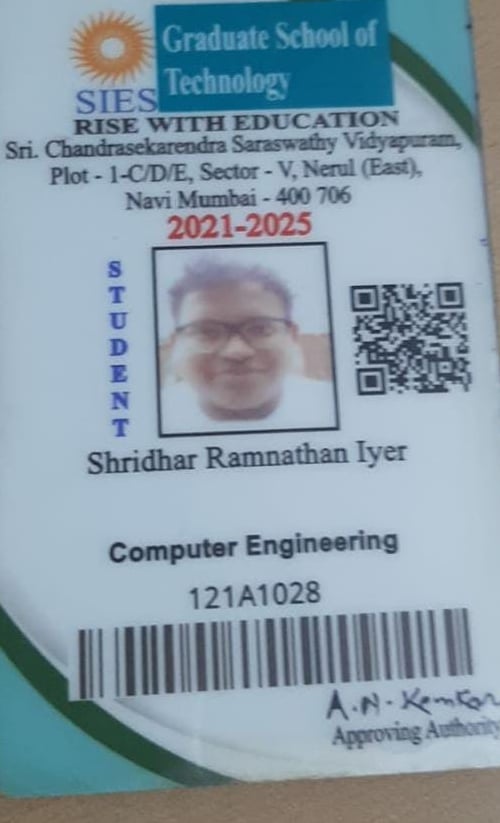 Graduate School of
Technology
SIES
RISE WITH EDUCATION
Sri. Chandrasekarendra Saraswathy Vidyapuram,
Plot - 1-C/D/E, Sector - V, Nerul (East),
Navi Mumbai - 400 706
2021-2025
STUDENT
Shridhar Ramnathan Iyer
Computer Engineering
121A1028
A.N. Kemkar
Approving Authority